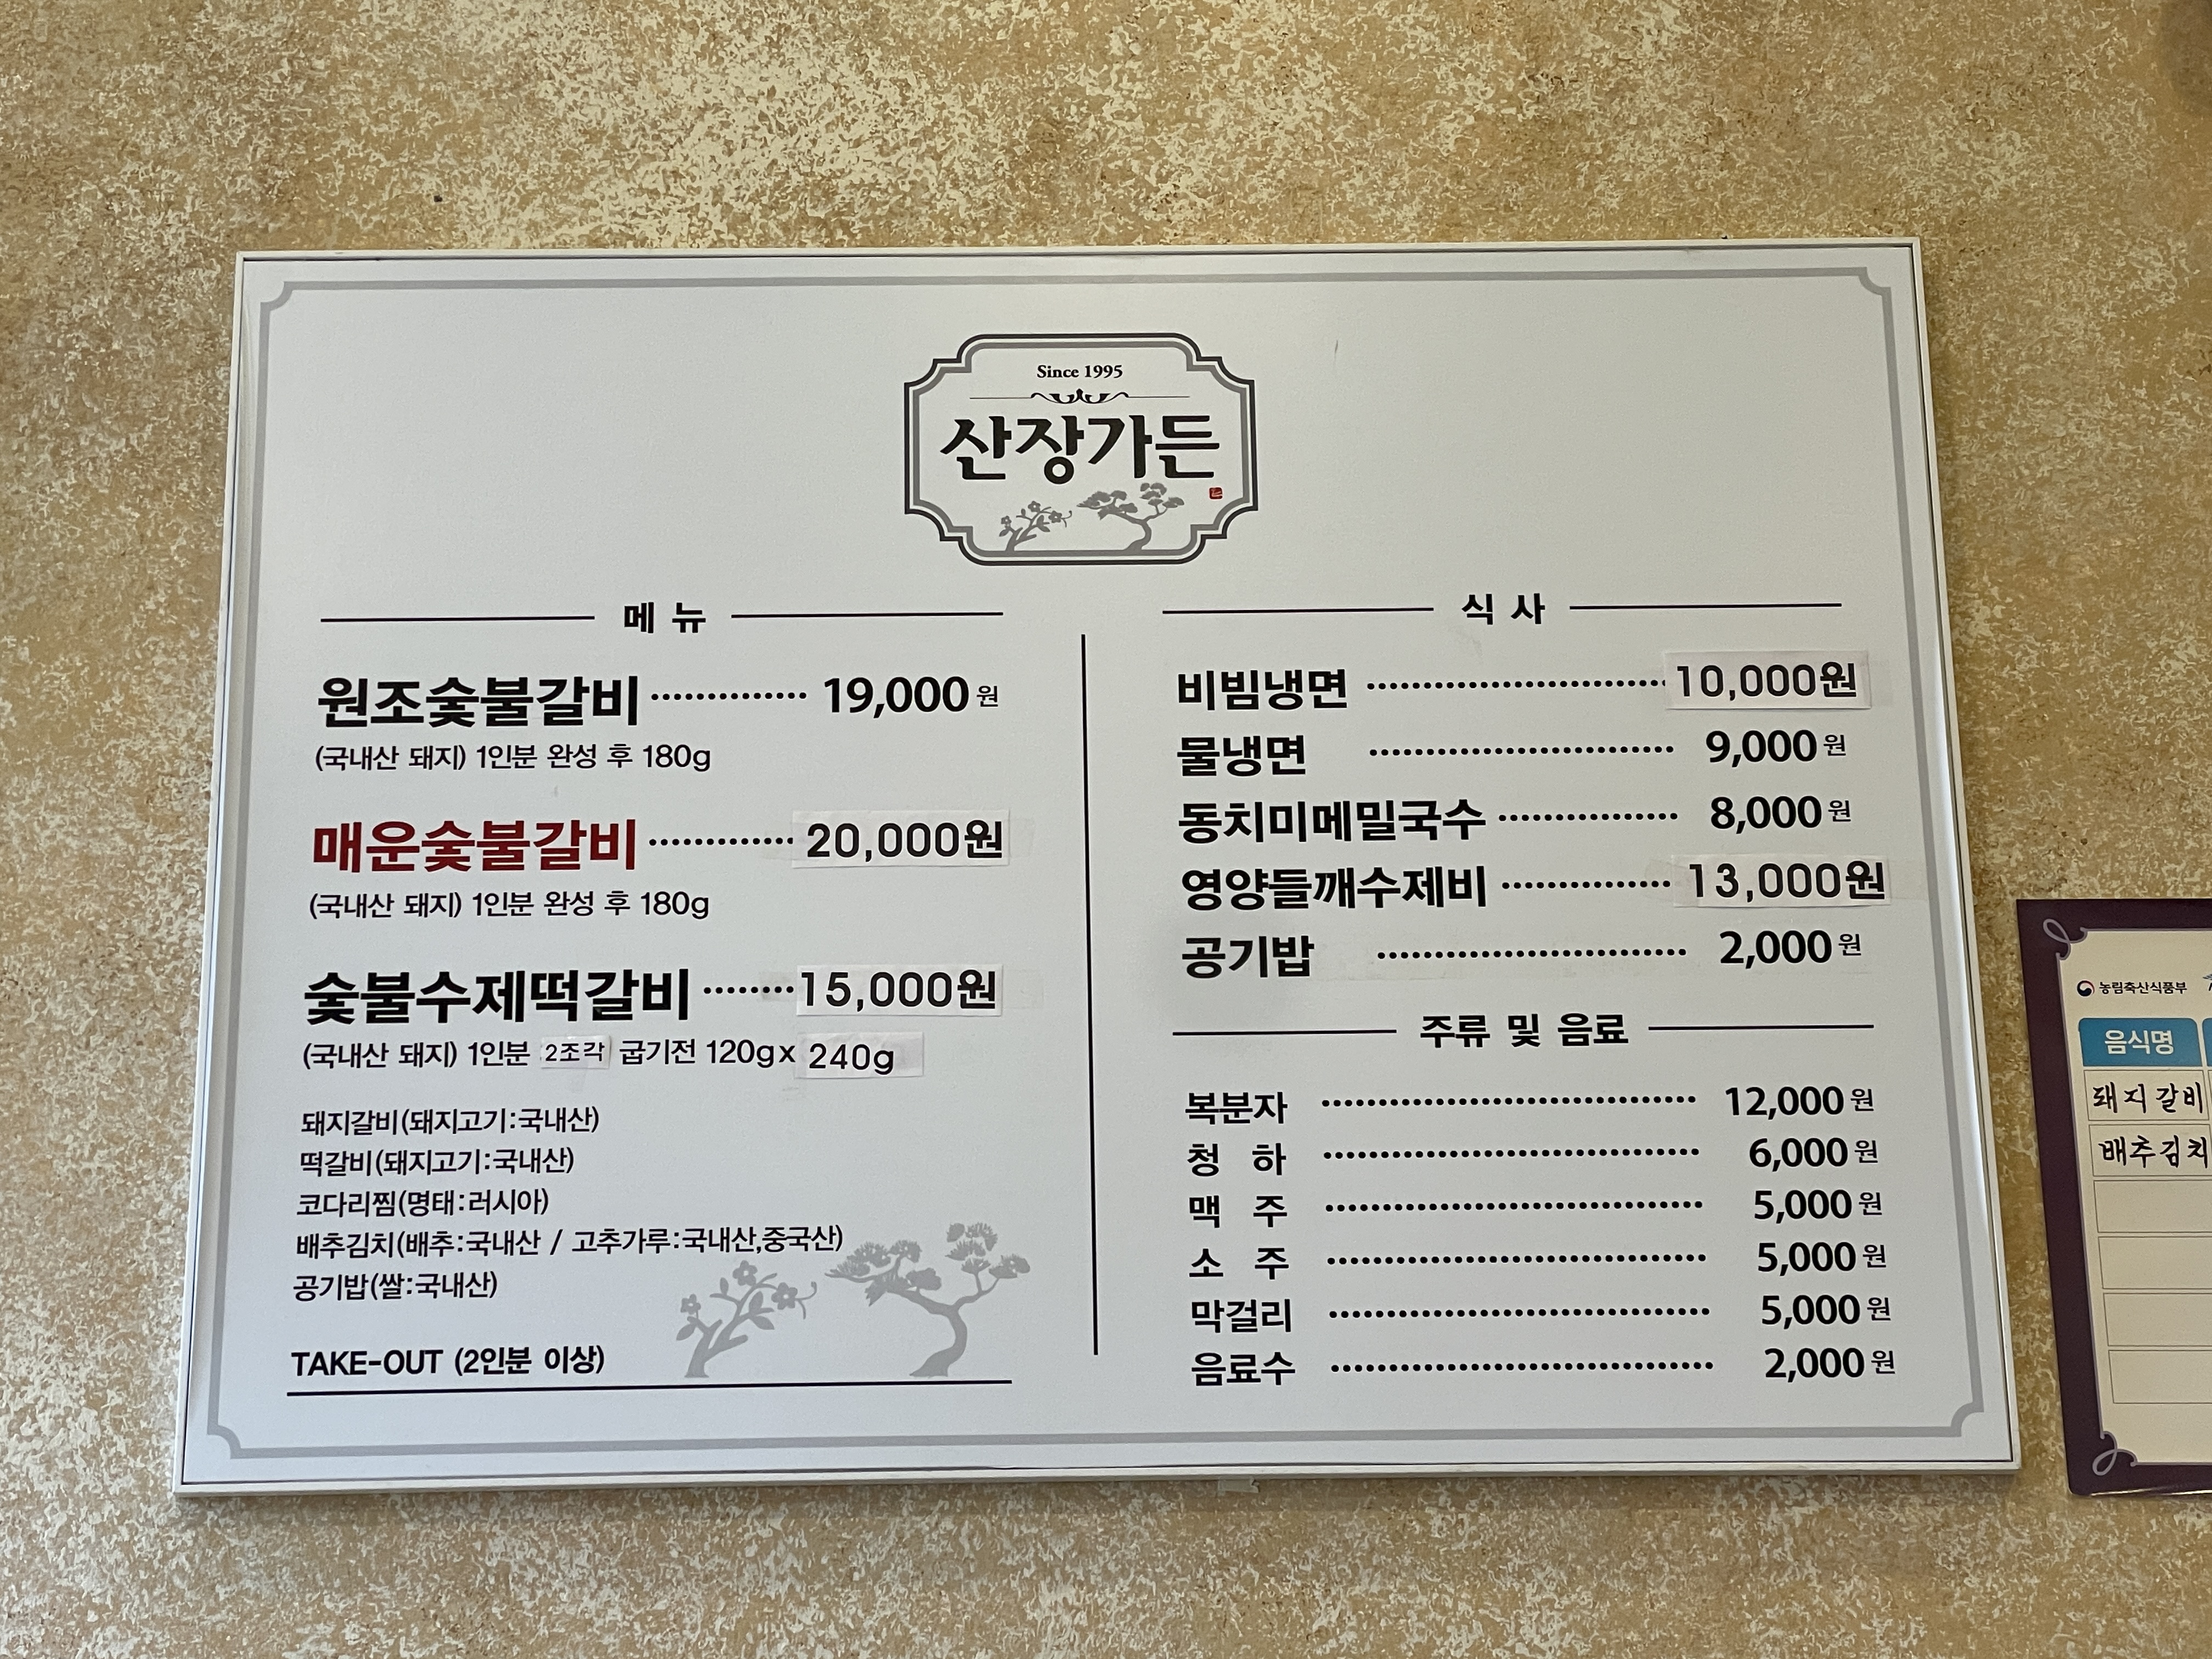 Since 1995
산장가든
메 뉴
원조숯불갈비 ·············· 19,000원
(국내산 돼지) 1인분 완성 후 180g
매운숯불갈비 ·············· 20,000원
(국내산 돼지) 1인분 완성 후 180g
숯불수제떡갈비 ········ 15,000원
(국내산 돼지) 1인분 2조각 굽기전 120gx 240g
돼지갈비(돼지고기:국내산)
떡갈비(돼지고기:국내산)
코다리찜(명태:러시아)
배추김치(배추:국내산 / 고추가루:국내산,중국산)
공기밥(쌀:국내산)
TAKE-OUT (2인분 이상)
식 사
비빔냉면 ·························· 10,000원
물냉면 ·························· 9,000원
동치미메밀국수 ················ 8,000원
영양들깨수제비 ··············· 13,000원
공기밥 ·························· 2,000원
주류 및 음료
복분자 ································ 12,000원
청 하 ································ 6,000원
맥 주 ································ 5,000원
소 주 ································ 5,000원
막걸리 ································ 5,000원
음료수 ································ 2,000원
농림축산식품부
음식명
돼지갈비
배추김치